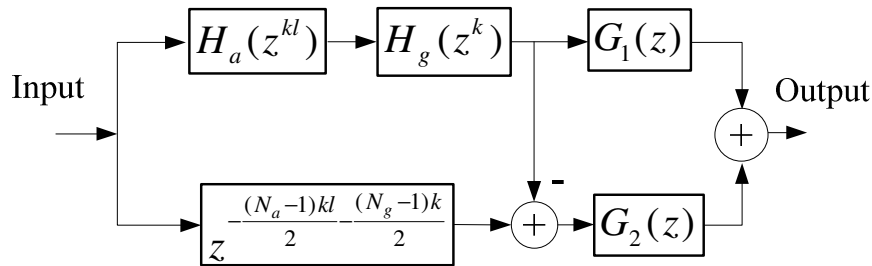 H_a(z^{kl})
H_g(z^k)
G_1(z)
Input
Output
+
-
z^{-\frac{(N_a-1)kl}{2}-\frac{(N_g-1)k}{2}}
+
G_2(z)